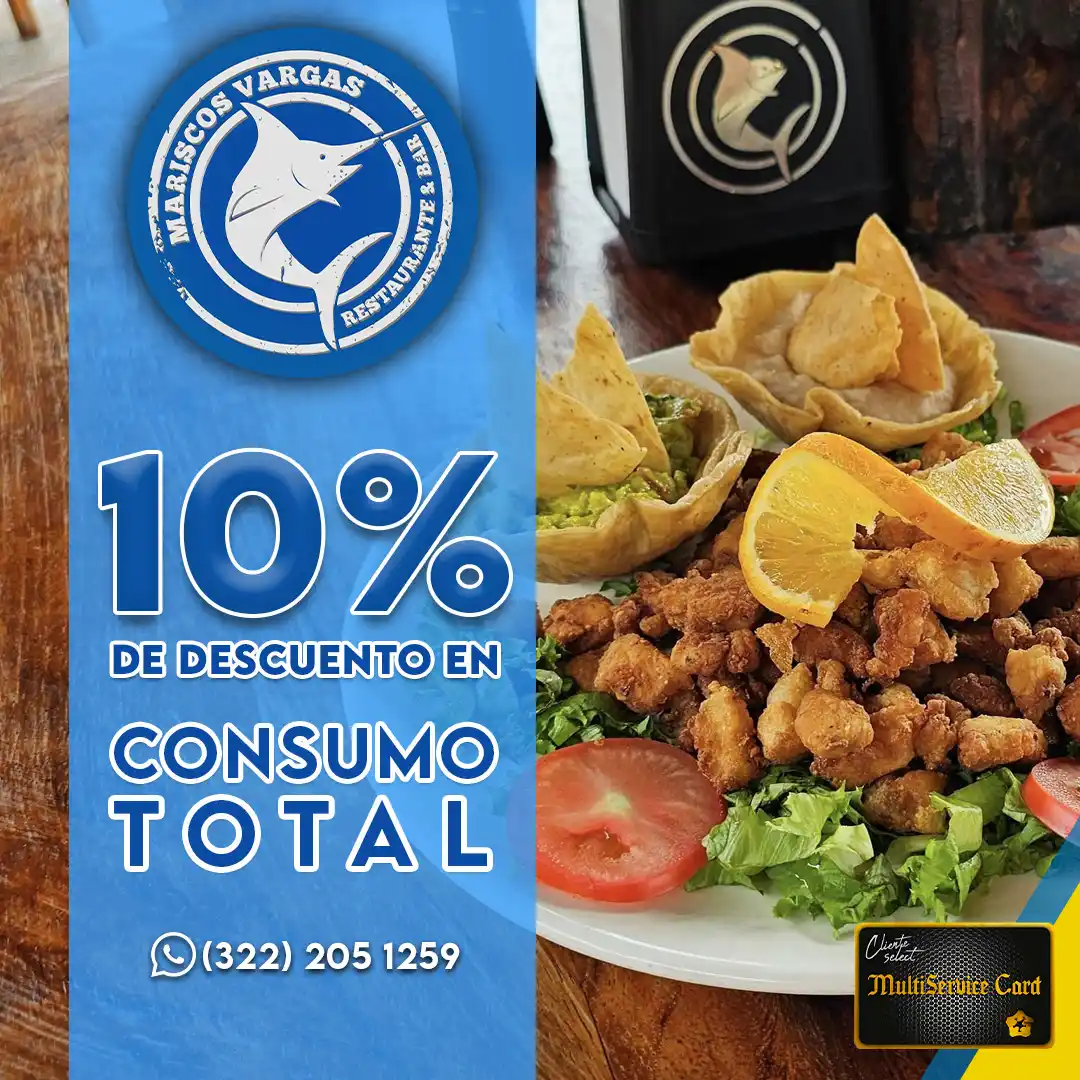 MARISCOS VARGAS
RESTAURANTE & BAR
10%
DE DESCUENTO EN
CONSUMO
TOTAL
(322) 205 1259
Cliente
select
MultiService Card